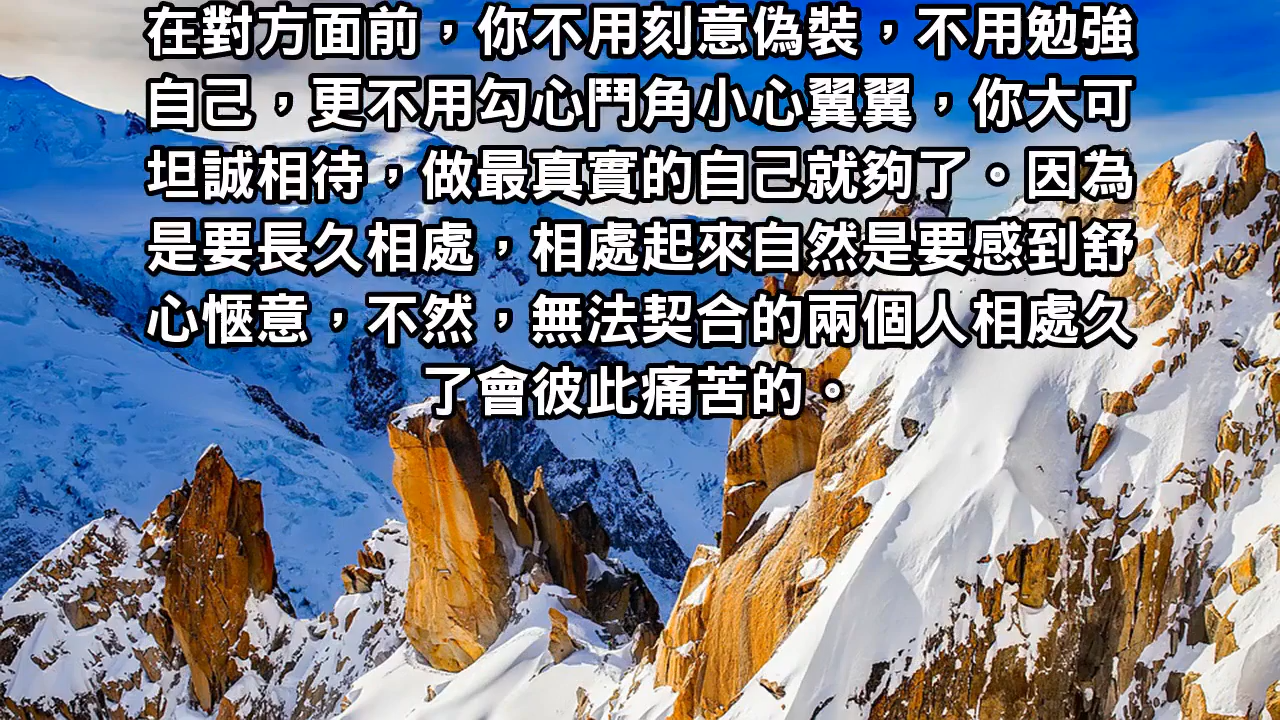 在對方面前，你不用刻意偽裝，不用勉強
自己，更不用勾心鬥角小心翼翼，你大可
坦誠相待，做最真實的自己就夠了。因為
是要長久相處，相處起來自然是要感到舒
心愜意，不然，無法契合的兩個人相處久
了會彼此痛苦的。